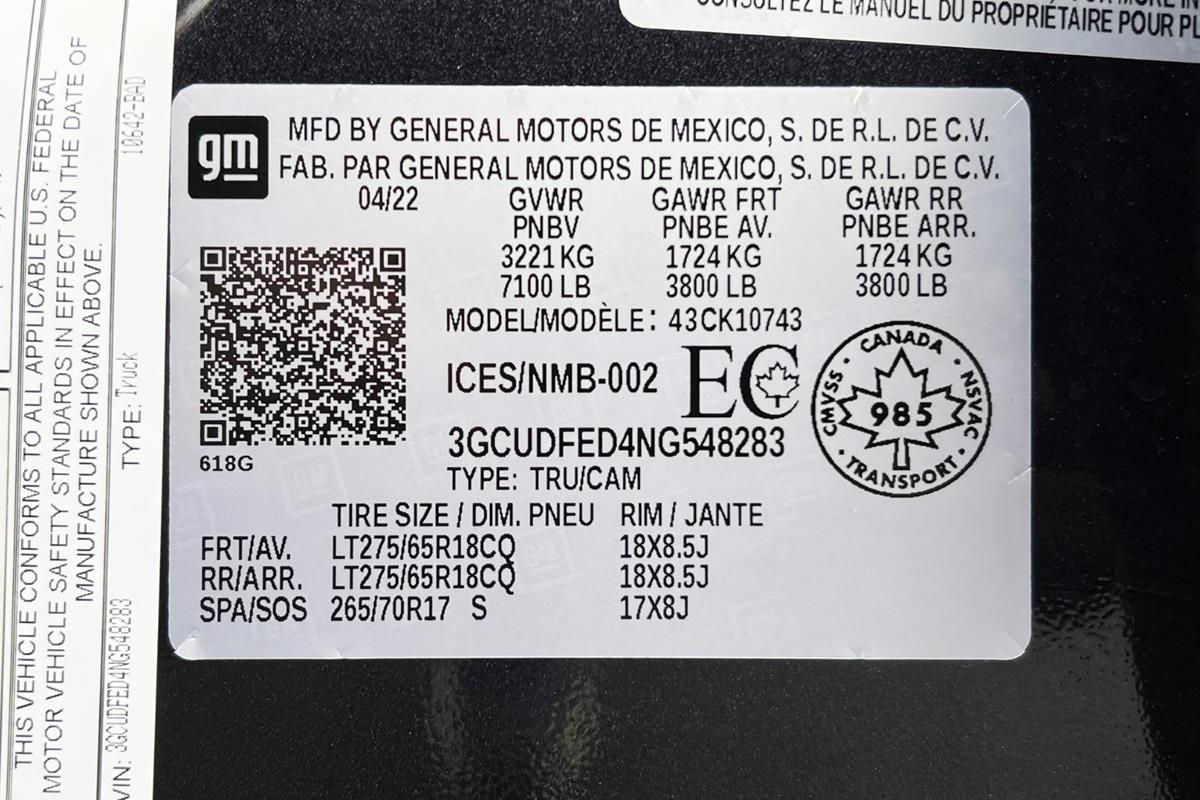 CONSULTEZ LE MANUEL DU PROPRIÉTAIRE POUR
gm
MFD BY GENERAL MOTORS DE MEXICO, S. DE R.L. DE C.V.
FAB. PAR GENERAL MOTORS DE MEXICO, S. DE R.L. DE C.V.
04/22 GVWR GAWR FRT GAWR RR
PNBV PNBE AV. PNBE ARR.
3221 KG 1724 KG 1724 KG
7100 LB 3800 LB 3800 LB
MODEL/MODÈLE: 43CK10743
ICES/NMB-002 EC
3GCUDFED4NG548283
TYPE: TRU/CAM
618G
CANADA
CMVSS 985 NSVAC
TRANSPORT
TIRE SIZE / DIM. PNEU RIM / JANTE
FRT/AV. LT275/65R18CQ 18X8.5J
RR/ARR. LT275/65R18CQ 18X8.5J
SPA/SOS 265/70R17 S 17X8J
THIS VEHICLE CONFORMS TO ALL APPLICABLE U.S. FEDERAL
MOTOR VEHICLE SAFETY STANDARDS IN EFFECT ON THE DATE OF
MANUFACTURE SHOWN ABOVE.
VIN: 3GCUDFED4NG548283 TYPE: Truck 10642-BAD